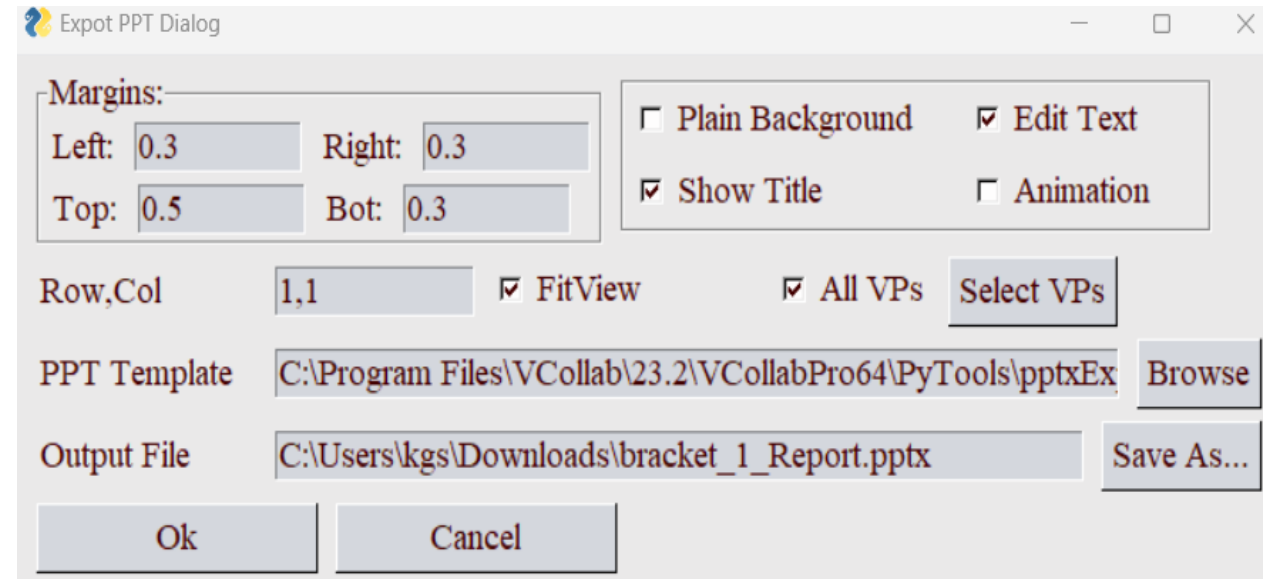 Expot PPT Dialog
Margins:
Left: 0.3 Right: 0.3
Top: 0.5 Bot: 0.3
Plain Background Edit Text
Show Title Animation
Row,Col 1,1 FitView All VPs Select VPs
PPT Template C:\Program Files\VCollab\23.2\VCollabPro64\PyTools\pptxEx Browse
Output File C:\Users\kgs\Downloads\bracket_1_Report.pptx Save As...
Ok Cancel